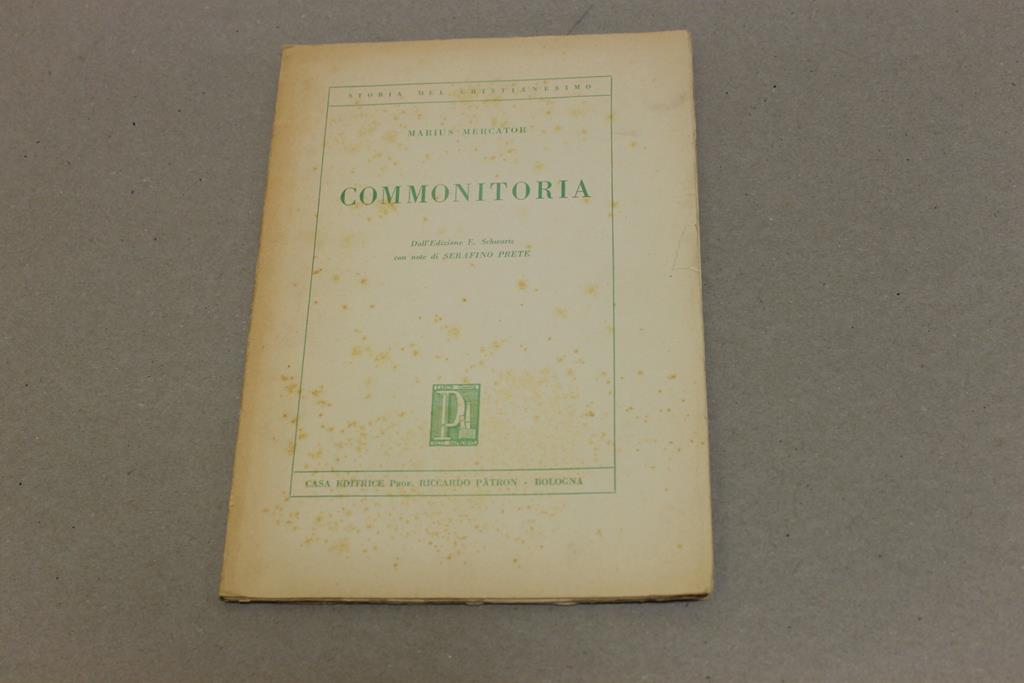 STORIA DEL CRISTIANESIMO
MARIUS MERCATOR
COMMONITORIA
Dall'Edizione E. Schwartz
con note di SERAFINO PRETE
CASA EDITRICE PROF. RICCARDO PÀTRON - BOLOGNA